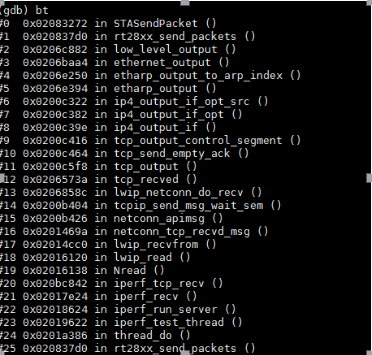 (gdb) bt
#0 0x02083272 in STASendPacket ()
#1 0x020837d0 in rt28xx_send_packets ()
#2 0x0206c882 in low_level_output ()
#3 0x0206baa4 in ethernet_output ()
#4 0x0206e250 in etharp_output_to_arp_index ()
#5 0x0206e394 in etharp_output ()
#6 0x0200c322 in ip4_output_if_opt_src ()
#7 0x0200c382 in ip4_output_if_opt ()
#8 0x0200c39e in ip4_output_if ()
#9 0x0200c416 in tcp_output_control_segment ()
#10 0x0200c464 in tcp_send_empty_ack ()
#11 0x0200c5f8 in tcp_output ()
#12 0x0206573a in tcp_recved ()
#13 0x0206858c in lwip_netconn_do_recv ()
#14 0x0200b404 in tcpip_send_msg_wait_sem ()
#15 0x0200b426 in netconn_apimsg ()
#16 0x0201469a in netconn_tcp_recvd_msg ()
#17 0x02014cc0 in lwip_recvfrom ()
#18 0x02016120 in lwip_read ()
#19 0x02016138 in Nread ()
#20 0x020bc842 in iperf_tcp_recv ()
#21 0x02017e24 in iperf_recv ()
#22 0x02018624 in iperf_run_server ()
#23 0x02019622 in iperf_test_thread ()
#24 0x0201a386 in thread_do ()
#25 0x020837d0 in rt28xx_send_packets ()